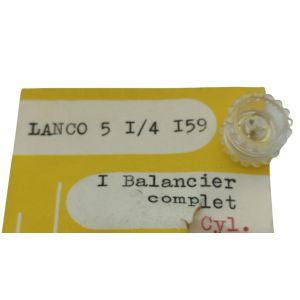 LANCO 5 I/4 I59
I Balancier
complet
Cyl.